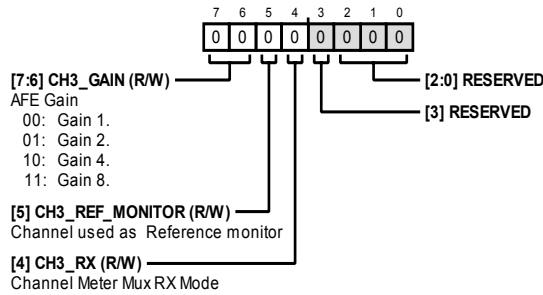 7 6 5 4 3 2 1 0
0 0 0 0 0 0 0 0
[7:6] CH3_GAIN (R/W)
AFE Gain
00: Gain 1.
01: Gain 2.
10: Gain 4.
11: Gain 8.
[5] CH3_REF_MONITOR (R/W)
Channel used as Reference monitor
[4] CH3_RX (R/W)
Channel Meter Mux RX Mode
[2:0] RESERVED
[3] RESERVED